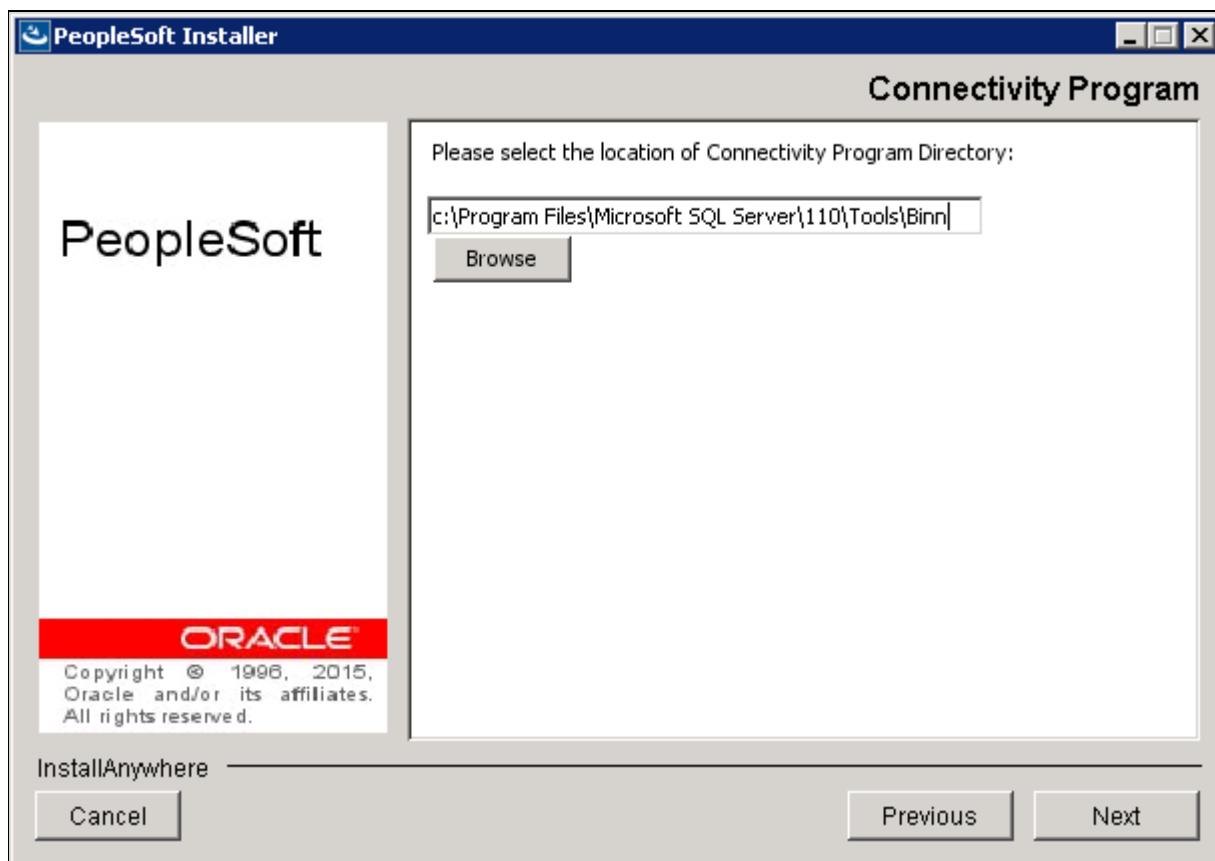 PeopleSoft Installer
Connectivity Program
Please select the location of Connectivity Program Directory:
c:\Program Files\Microsoft SQL Server\110\Tools\Binn
Browse
PeopleSoft
ORACLE
Copyright © 1996, 2015,
Oracle and/or its affiliates.
All rights reserved.
InstallAnywhere
Cancel
Previous
Next